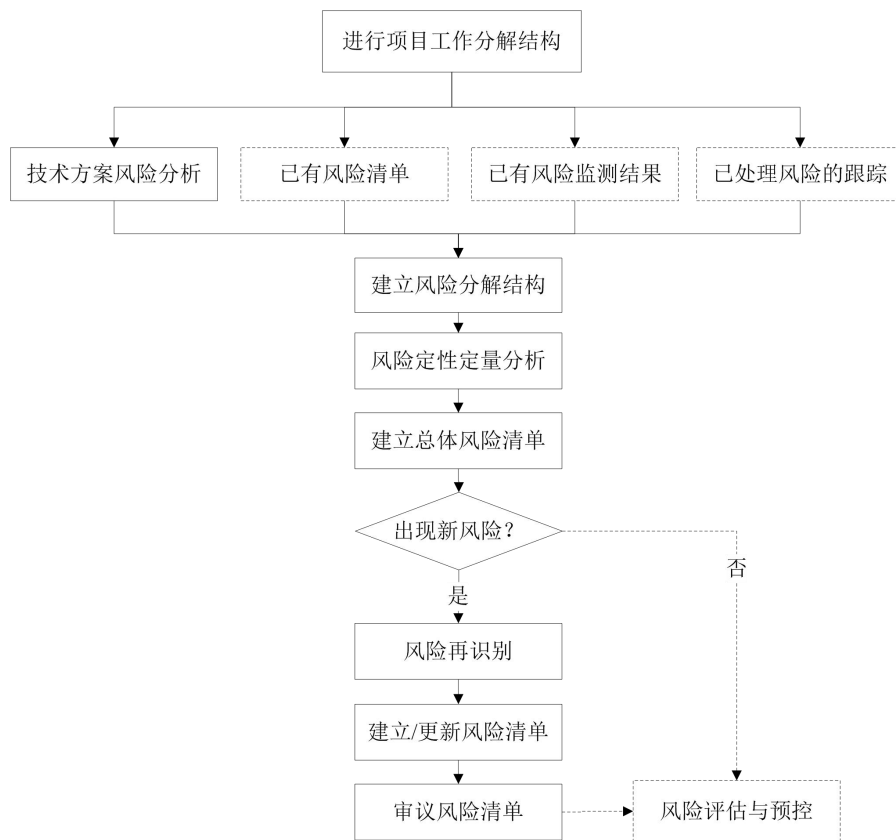 进行项目工作分解结构
技术方案风险分析
已有风险清单
已有风险监测结果
已处理风险的跟踪
建立风险分解结构
风险定性定量分析
建立总体风险清单
出现新风险？
否
是
风险再识别
建立/更新风险清单
审议风险清单
风险评估与预控